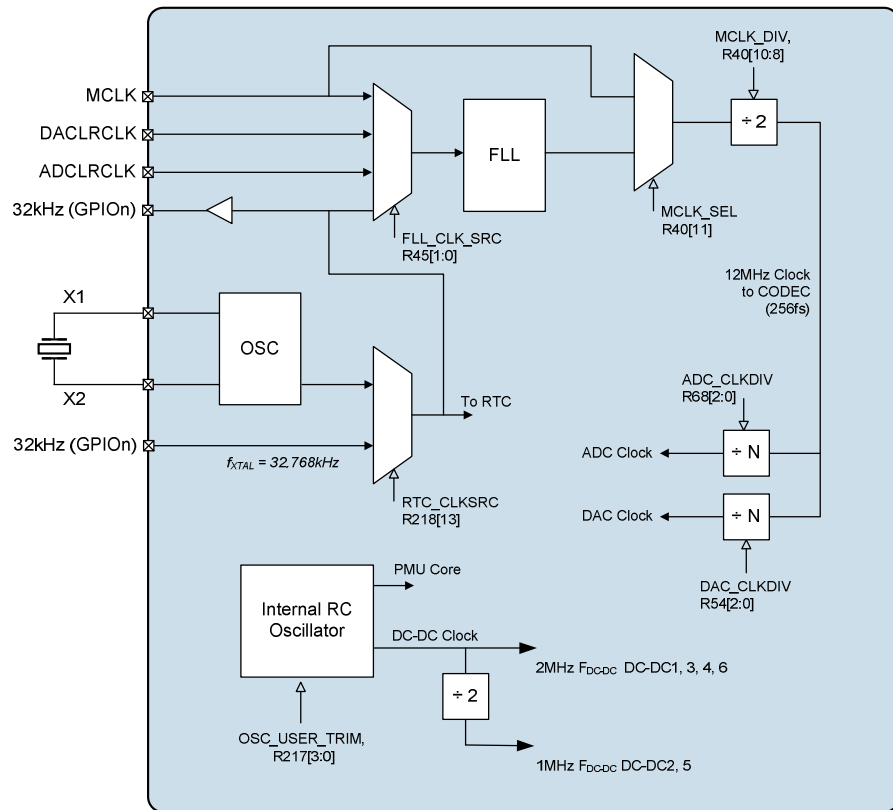 MCLK_DIV,
R40[10:8]
MCLK
DACLRCLK
ADCLRCLK
32kHz (GPIOn)
FLL
÷ 2
FLL_CLK_SRC
R45[1:0]
MCLK_SEL
R40[11]
12MHz Clock
to CODEC
(256fs)
X1
X2
OSC
To RTC
32kHz (GPIOn)
fXTAL = 32.768kHz
RTC_CLKSRC
R218[13]
ADC_CLKDIV
R68[2:0]
ADC Clock
÷ N
DAC Clock
÷ N
DAC_CLKDIV
R54[2:0]
Internal RC
Oscillator
PMU Core
DC-DC Clock
2MHz FDC-DC DC-DC1, 3, 4, 6
÷ 2
1MHz FDC-DC DC-DC2, 5
OSC_USER_TRIM,
R217[3:0]